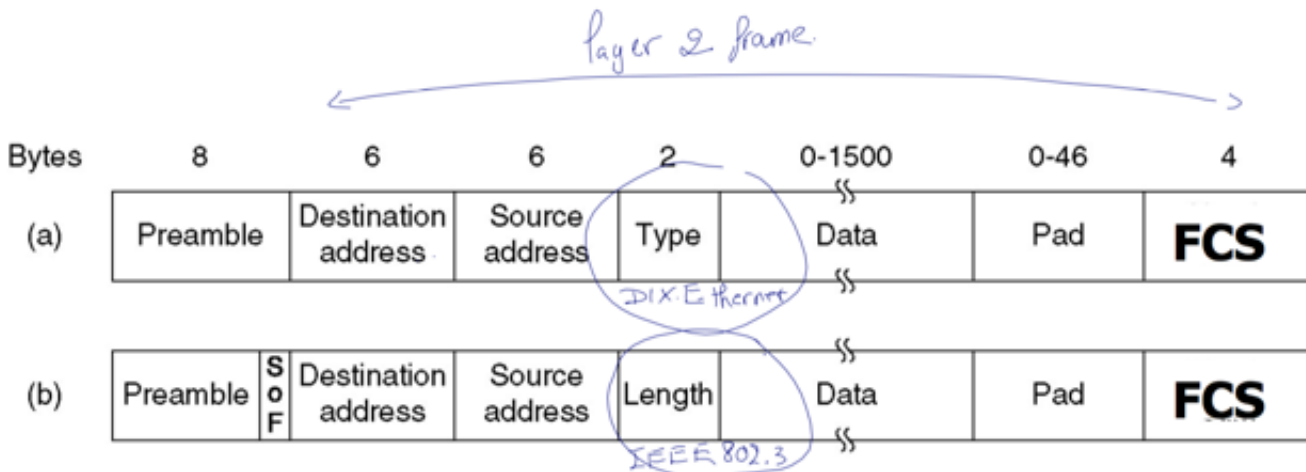 layer 2 frame.
Bytes 8 6 6 2 0-1500 0-46 4
(a) Preamble Destination address Source address Type Data Pad FCS
DIX.Ethernet
(b) Preamble SoF Destination address Source address Length Data Pad FCS
IEEE 802.3